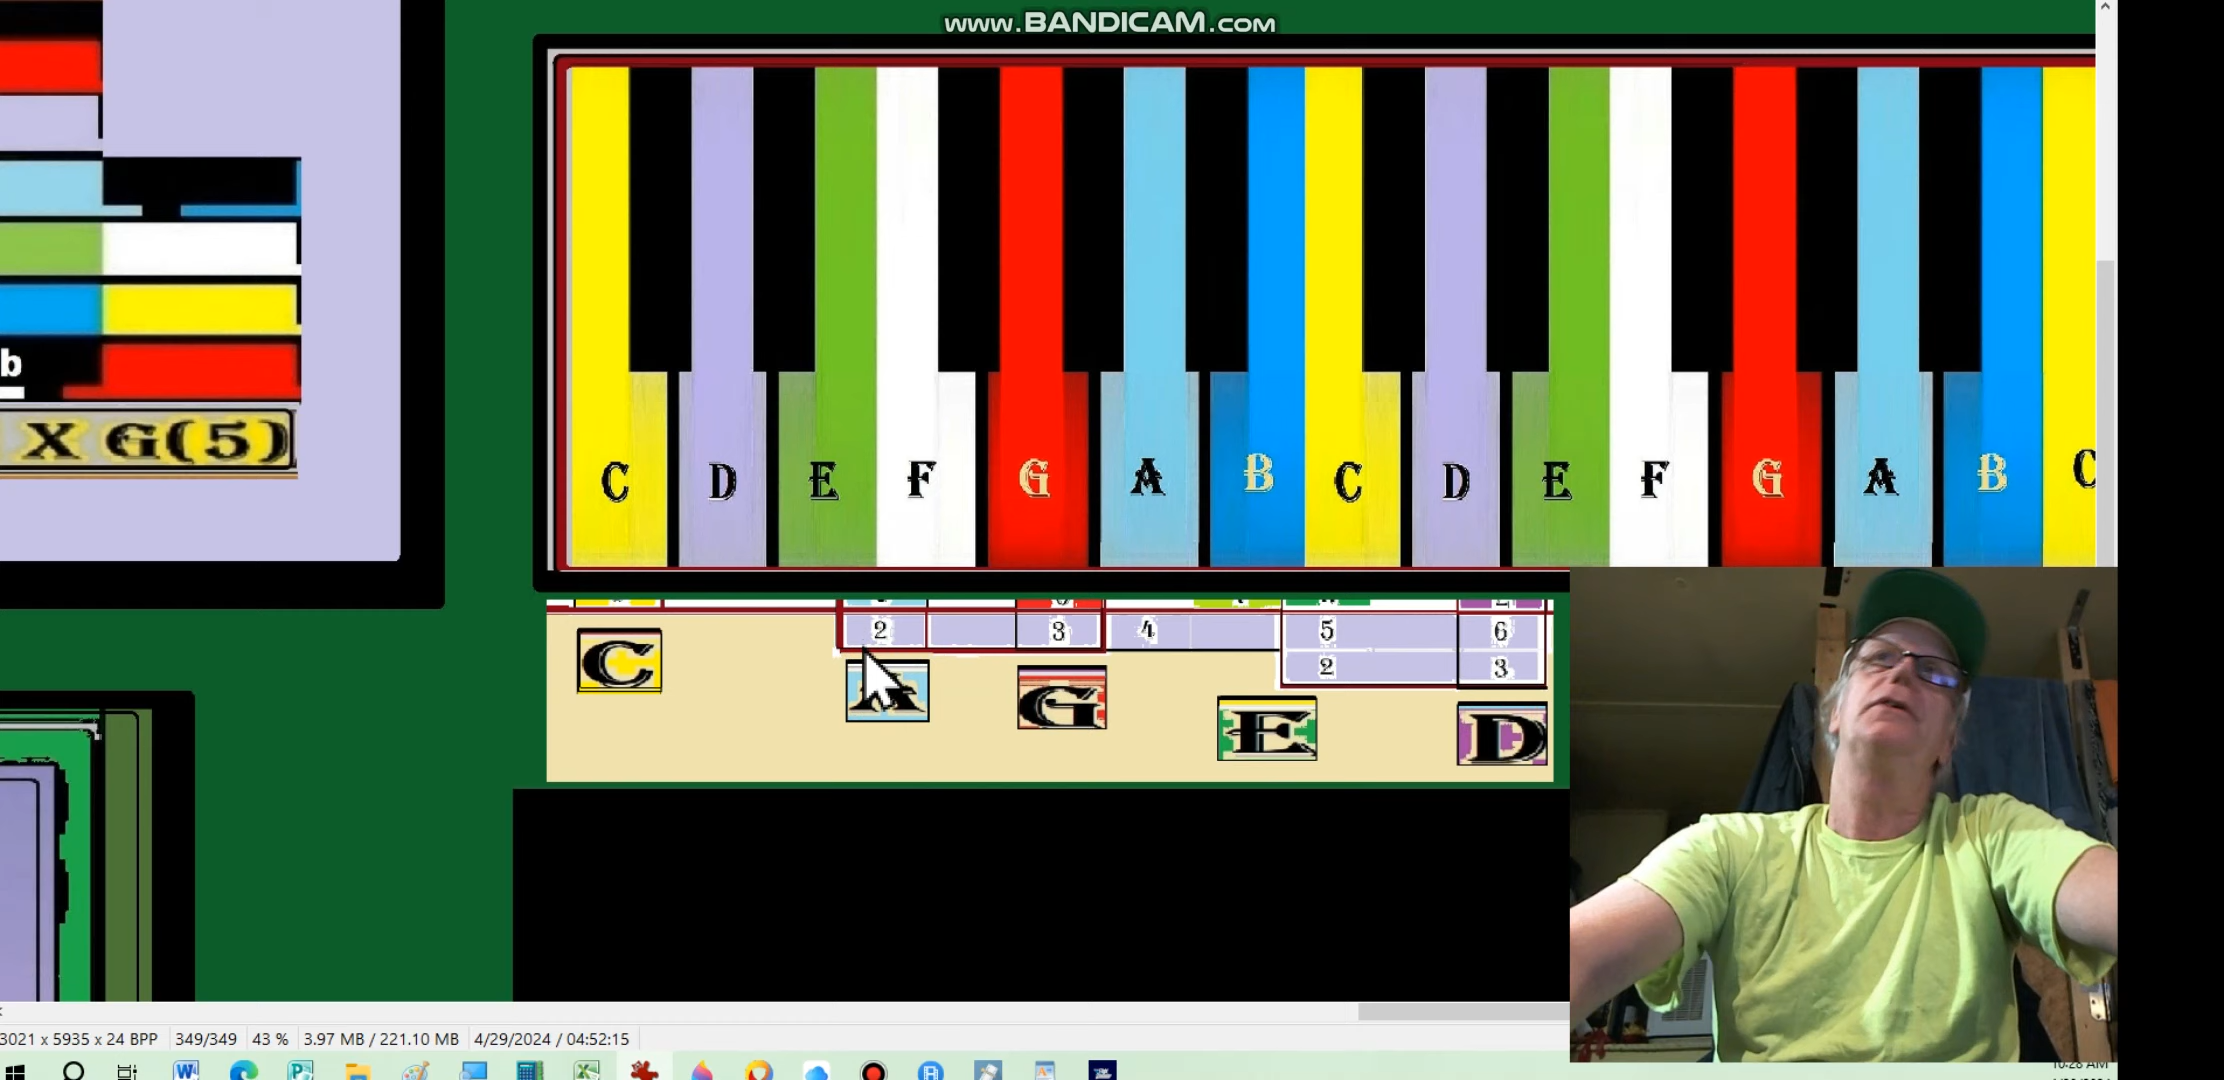 www.BANDICAM.com
b
X G(5)
C D E F G A B C D E F G A B C
2 3 4 5 6
2 3
C A G E D
3021 x 5935 x 24 BPP 349/349 43 % 3.97 MB / 221.10 MB 4/29/2024 / 04:52:15